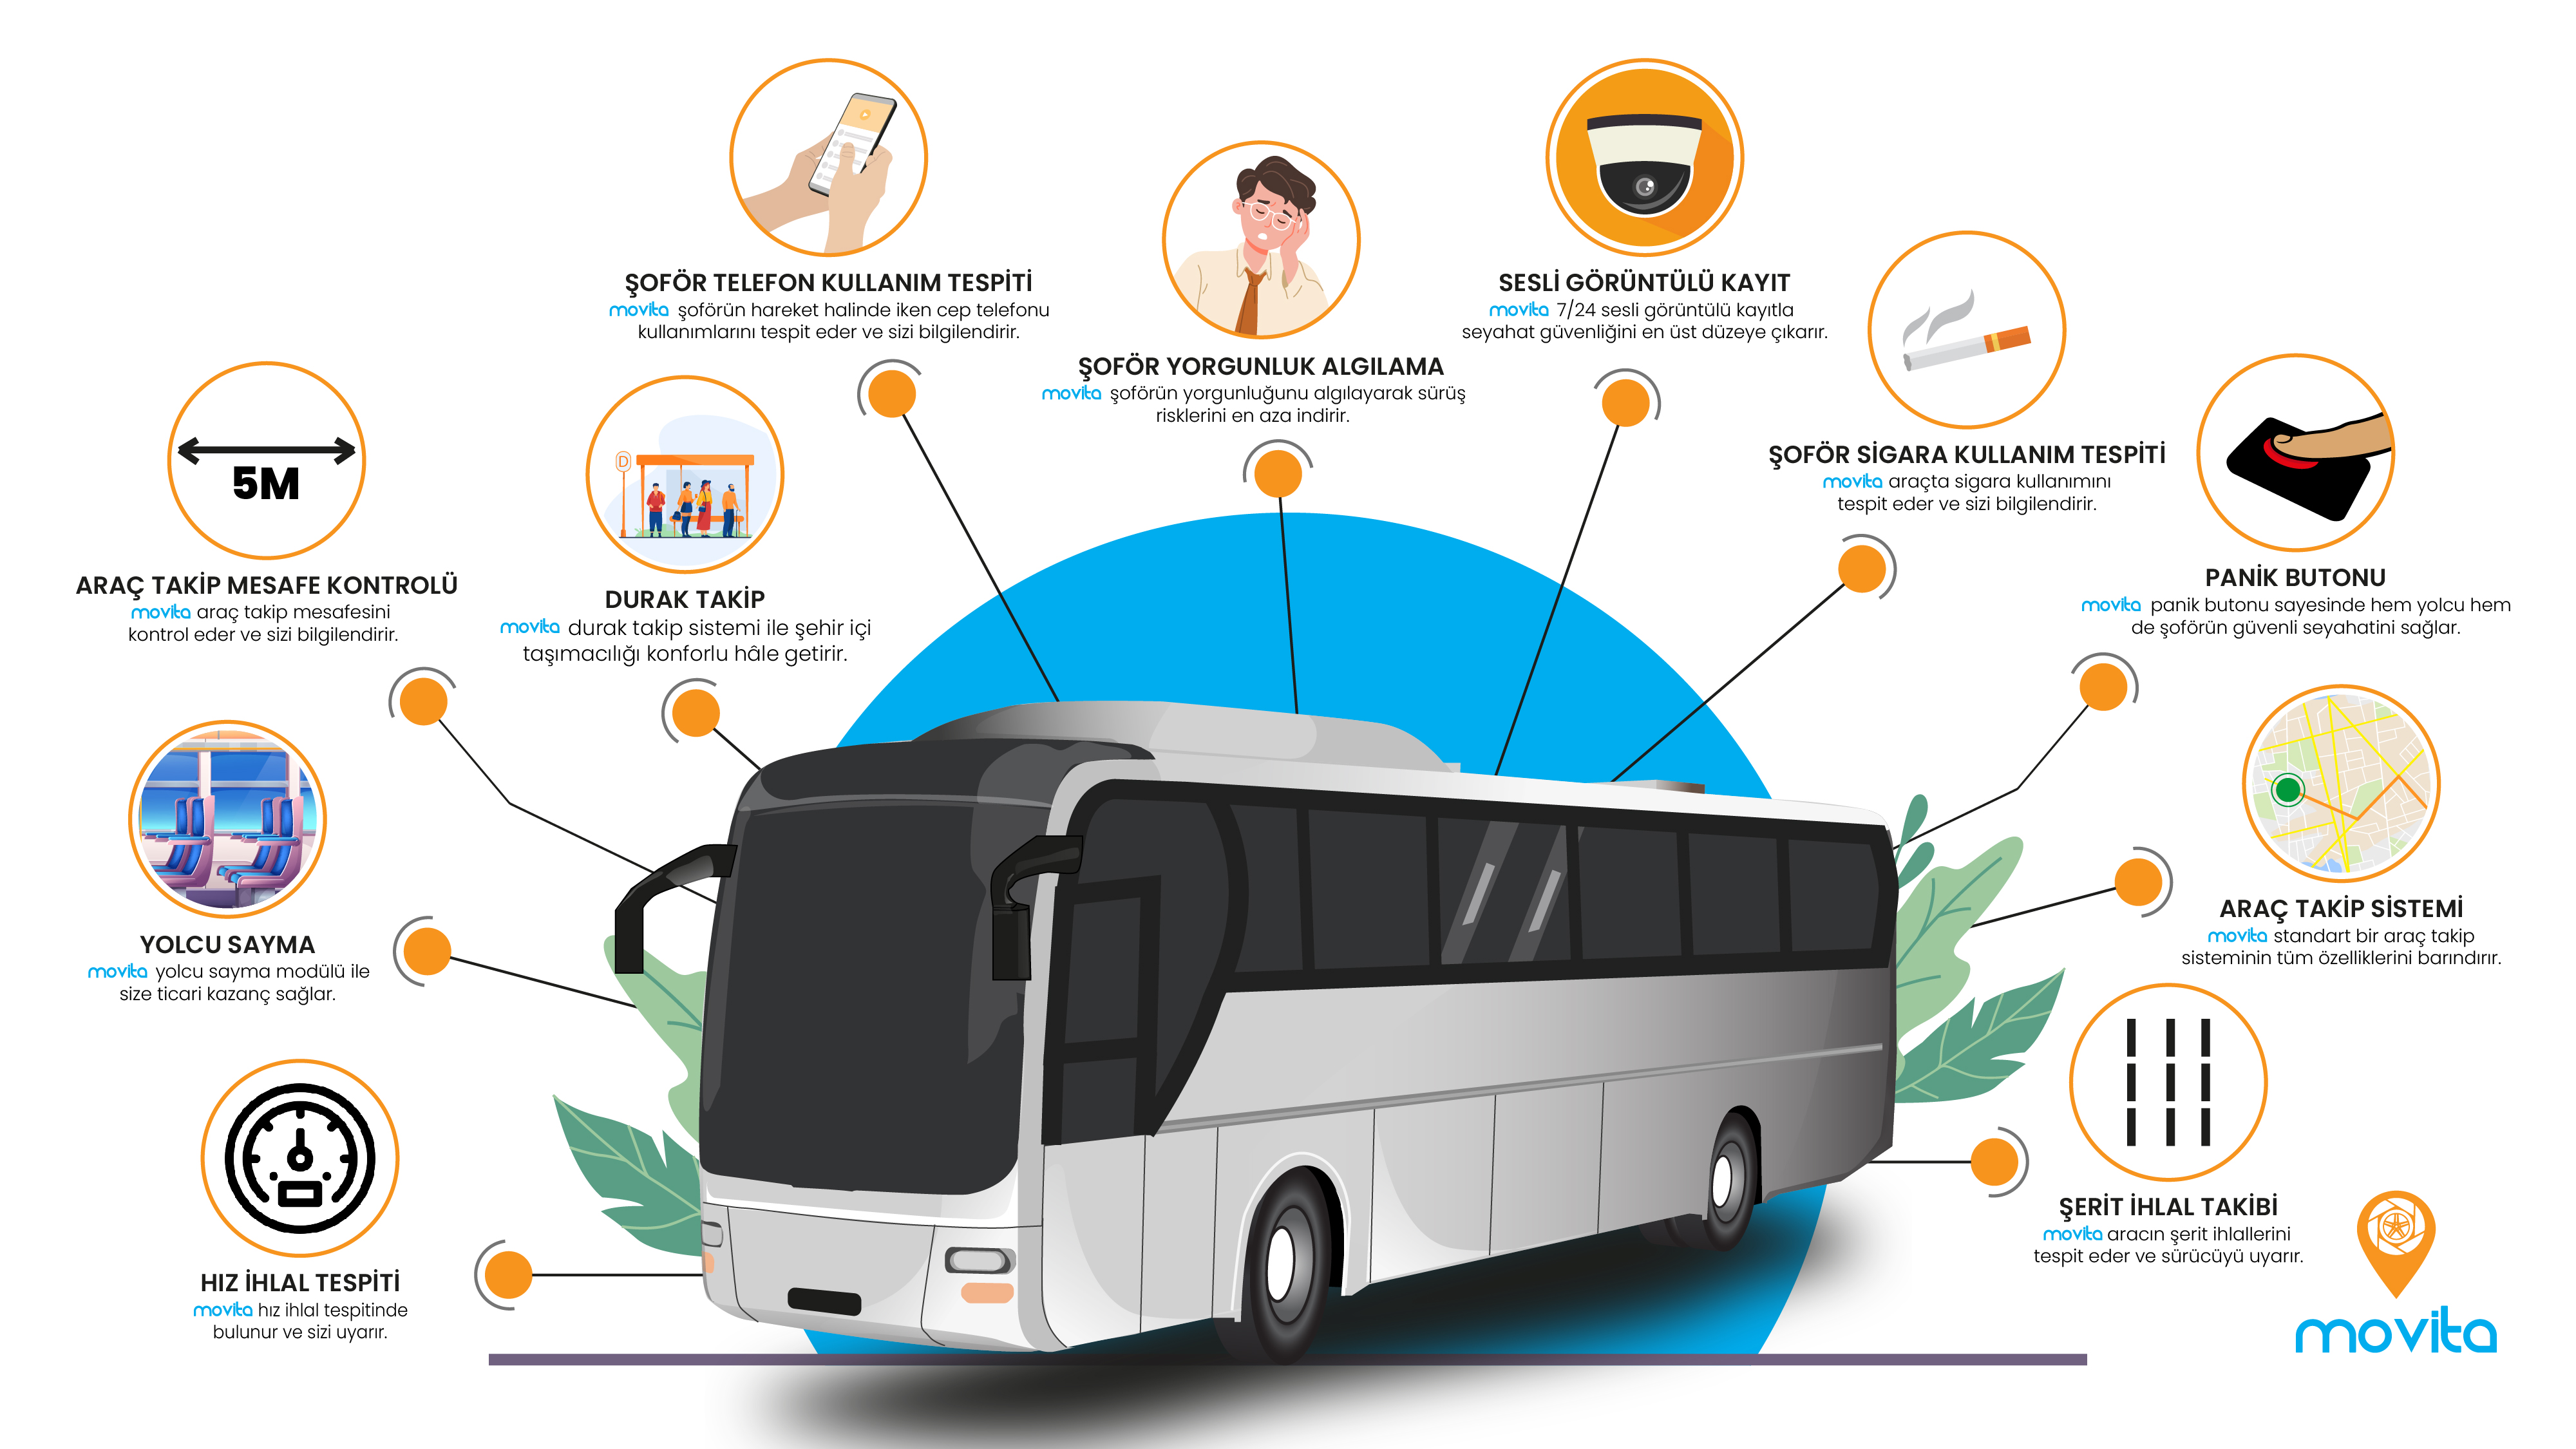 ŞOFÖR TELEFON KULLANIM TESPİTİ
movita şoförün hareket halinde iken cep telefonu
kullanımlarını tespit eder ve sizi bilgilendirir.
ŞOFÖR YORGUNLUK ALGILAMA
movita şoförün yorgunluğunu algılayarak sürüş
risklerini en aza indirir.
SESLİ GÖRÜNTÜLÜ KAYIT
movita 7/24 sesli görüntülü kayıtla
seyahat güvenliğini en üst düzeye çıkarır.
ŞOFÖR SİGARA KULLANIM TESPİTİ
movita araçta sigara kullanımını
tespit eder ve sizi bilgilendirir.
5M
ARAÇ TAKİP MESAFE KONTROLÜ
movita araç takip mesafesini
kontrol eder ve sizi bilgilendirir.
D
DURAK TAKİP
movita durak takip sistemi ile şehir içi
taşımacılığı konforlu hâle getirir.
PANİK BUTONU
movita panik butonu sayesinde hem yolcu hem
de şoförün güvenli seyahatini sağlar.
YOLCU SAYMA
movita yolcu sayma modülü ile
size ticari kazanç sağlar.
ARAÇ TAKİP SİSTEMİ
movita standart bir araç takip
sisteminin tüm özelliklerini barındırır.
HIZ İHLAL TESPİTİ
movita hız ihlal tespitinde
bulunur ve sizi uyarır.
ŞERİT İHLAL TAKİBİ
movita aracın şerit ihlallerini
tespit eder ve sürücüyü uyarır.
movita